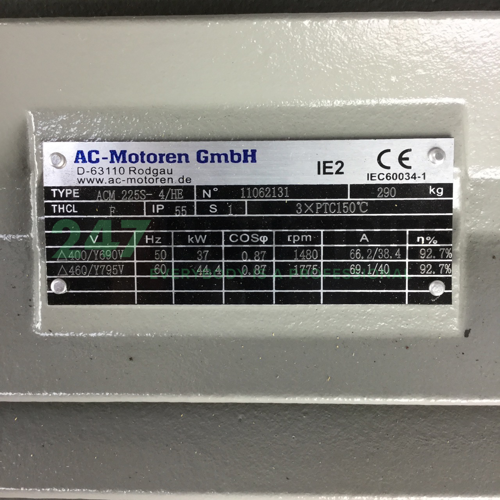 AC-Motoren GmbH
D-63110 Rodgau
www.ac-motoren.de
IE2 CE
IEC60034-1
TYPE ACM 225S- 4/HE N° 11062131 290 kg
THCL F IP 55 S 1 3×PTC150℃
V Hz kW COSφ rpm A η%
△400/Y690V 50 37 0.87 1480 66.2/38.4 92.7%
△460/Y795V 60 44.4 0.87 1775 69.1/40 92.7%
247